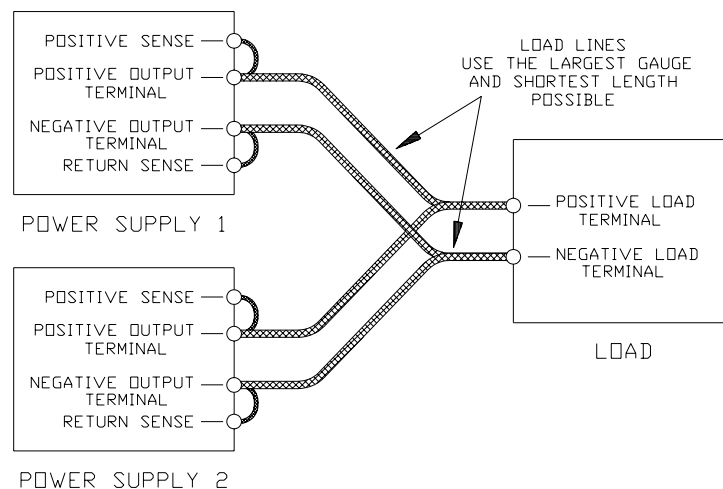 POSITIVE SENSE
POSITIVE OUTPUT
TERMINAL
NEGATIVE OUTPUT
TERMINAL
RETURN SENSE
POWER SUPPLY 1
LOAD LINES
USE THE LARGEST GAUGE
AND SHORTEST LENGTH
POSSIBLE
POSITIVE LOAD
TERMINAL
NEGATIVE LOAD
TERMINAL
LOAD
POSITIVE SENSE
POSITIVE OUTPUT
TERMINAL
NEGATIVE OUTPUT
TERMINAL
RETURN SENSE
POWER SUPPLY 2